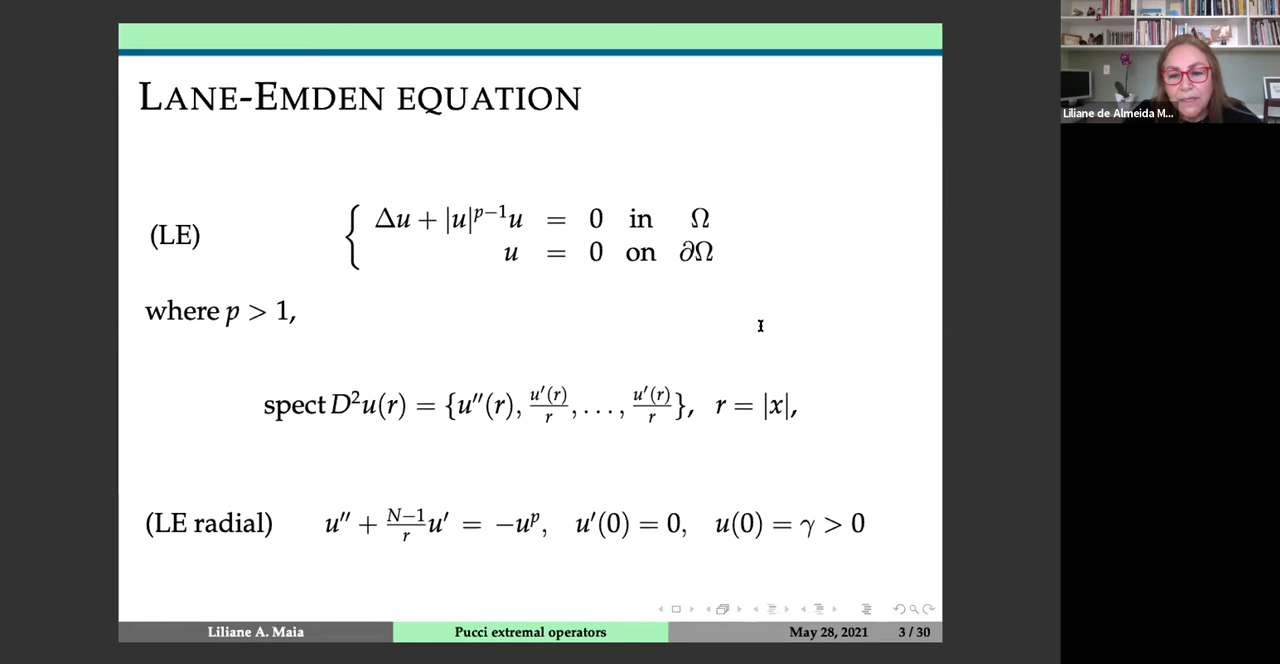 LANE-EMDEN EQUATION
(LE) { Δu + |u|^{p−1}u = 0 in Ω
u = 0 on ∂Ω
where p > 1,
spect D²u(r) = {u″(r), u′(r)/r, . . . , u′(r)/r}, r = |x|,
(LE radial) u″ + N−1/r u′ = −u^p, u′(0) = 0, u(0) = γ > 0
Liliane A. Maia Pucci extremal operators May 28, 2021 3 / 30
Liliane de Almeida M...